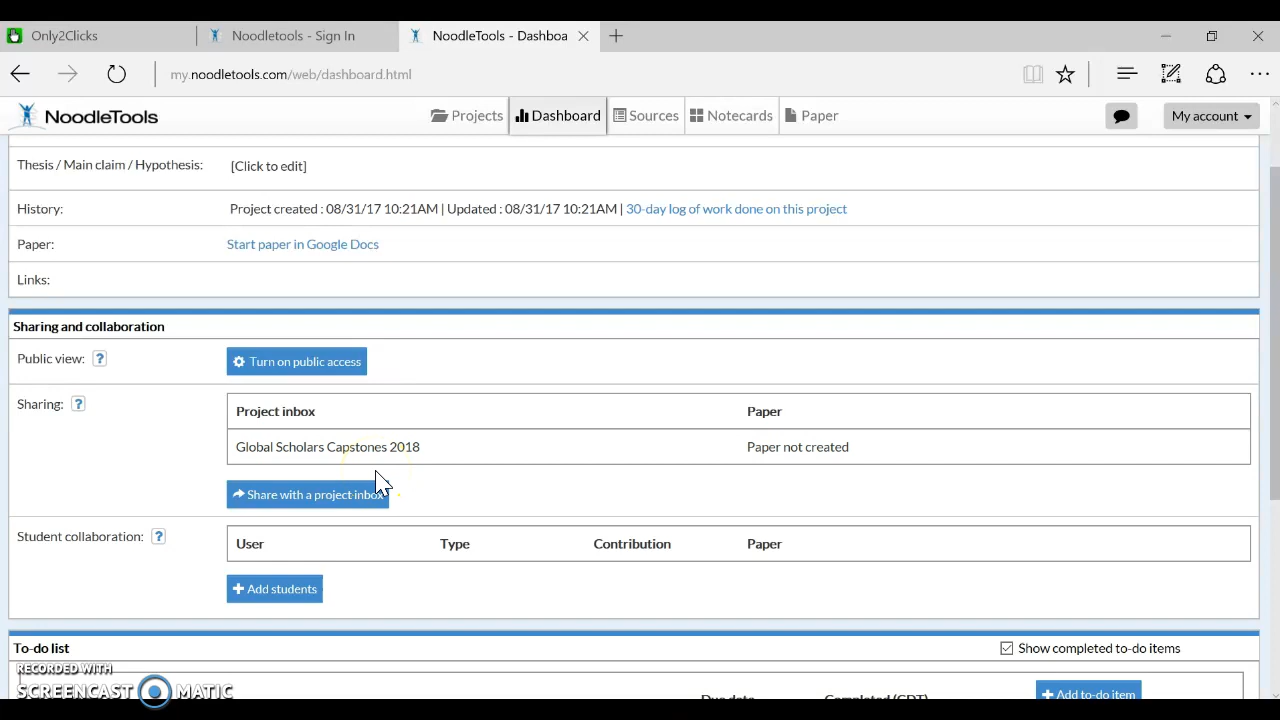 Only2Clicks
Noodletools - Sign In
NoodleTools - Dashboa
my.noodletools.com/web/dashboard.html
NoodleTools
Projects
Dashboard
Sources
Notecards
Paper
My account
Thesis / Main claim / Hypothesis: [Click to edit]
History: Project created : 08/31/17 10:21AM | Updated : 08/31/17 10:21AM | 30-day log of work done on this project
Paper: Start paper in Google Docs
Links:
Sharing and collaboration
Public view: ? Turn on public access
Sharing: ? Project inbox Paper
Global Scholars Capstones 2018 Paper not created
Share with a project inbox
Student collaboration: ? User Type Contribution Paper
+ Add students
To-do list Show completed to-do items
RECORDED WITH
SCREENCAST MATIC
Due date Completed (CDT) + Add to-do item